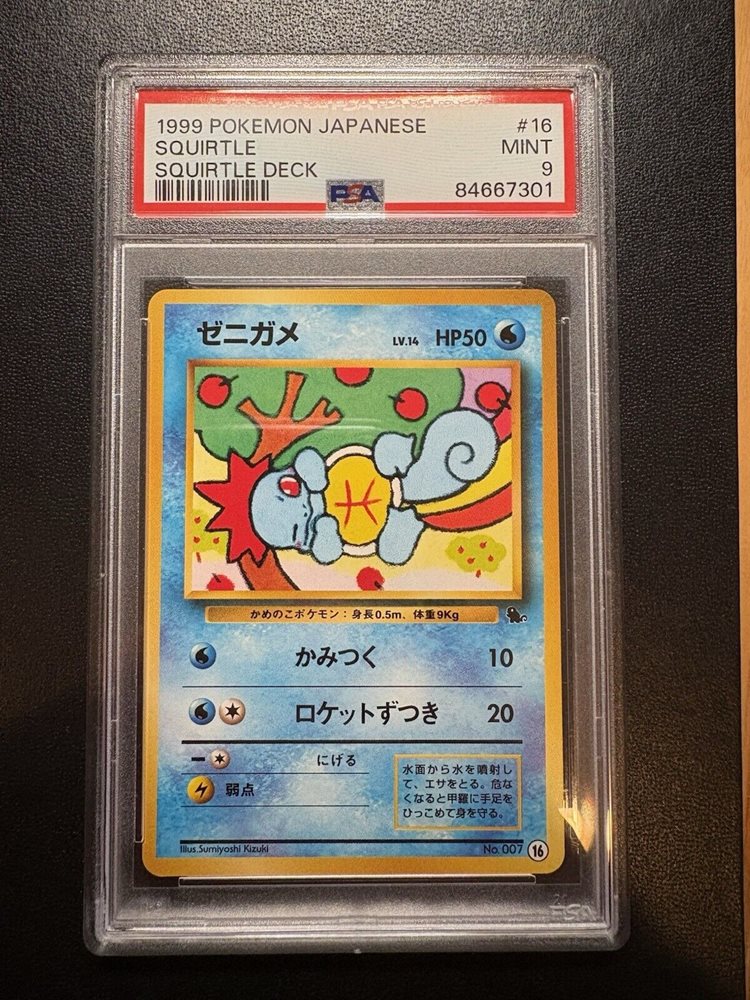 1999 POKEMON JAPANESE #16
SQUIRTLE MINT
SQUIRTLE DECK 9
PSA 84667301
ゼニガメ LV.14 HP50
かめのこポケモン：身長0.5m、体重9Kg
かみつく 10
ロケットずつき 20
にげる
弱点
水面から水を噴射し
て、エサをとる。危な
くなると甲羅に手足を
ひっこめて身を守る。
Illus.Sumiyoshi Kizuki No.007 16
PSA